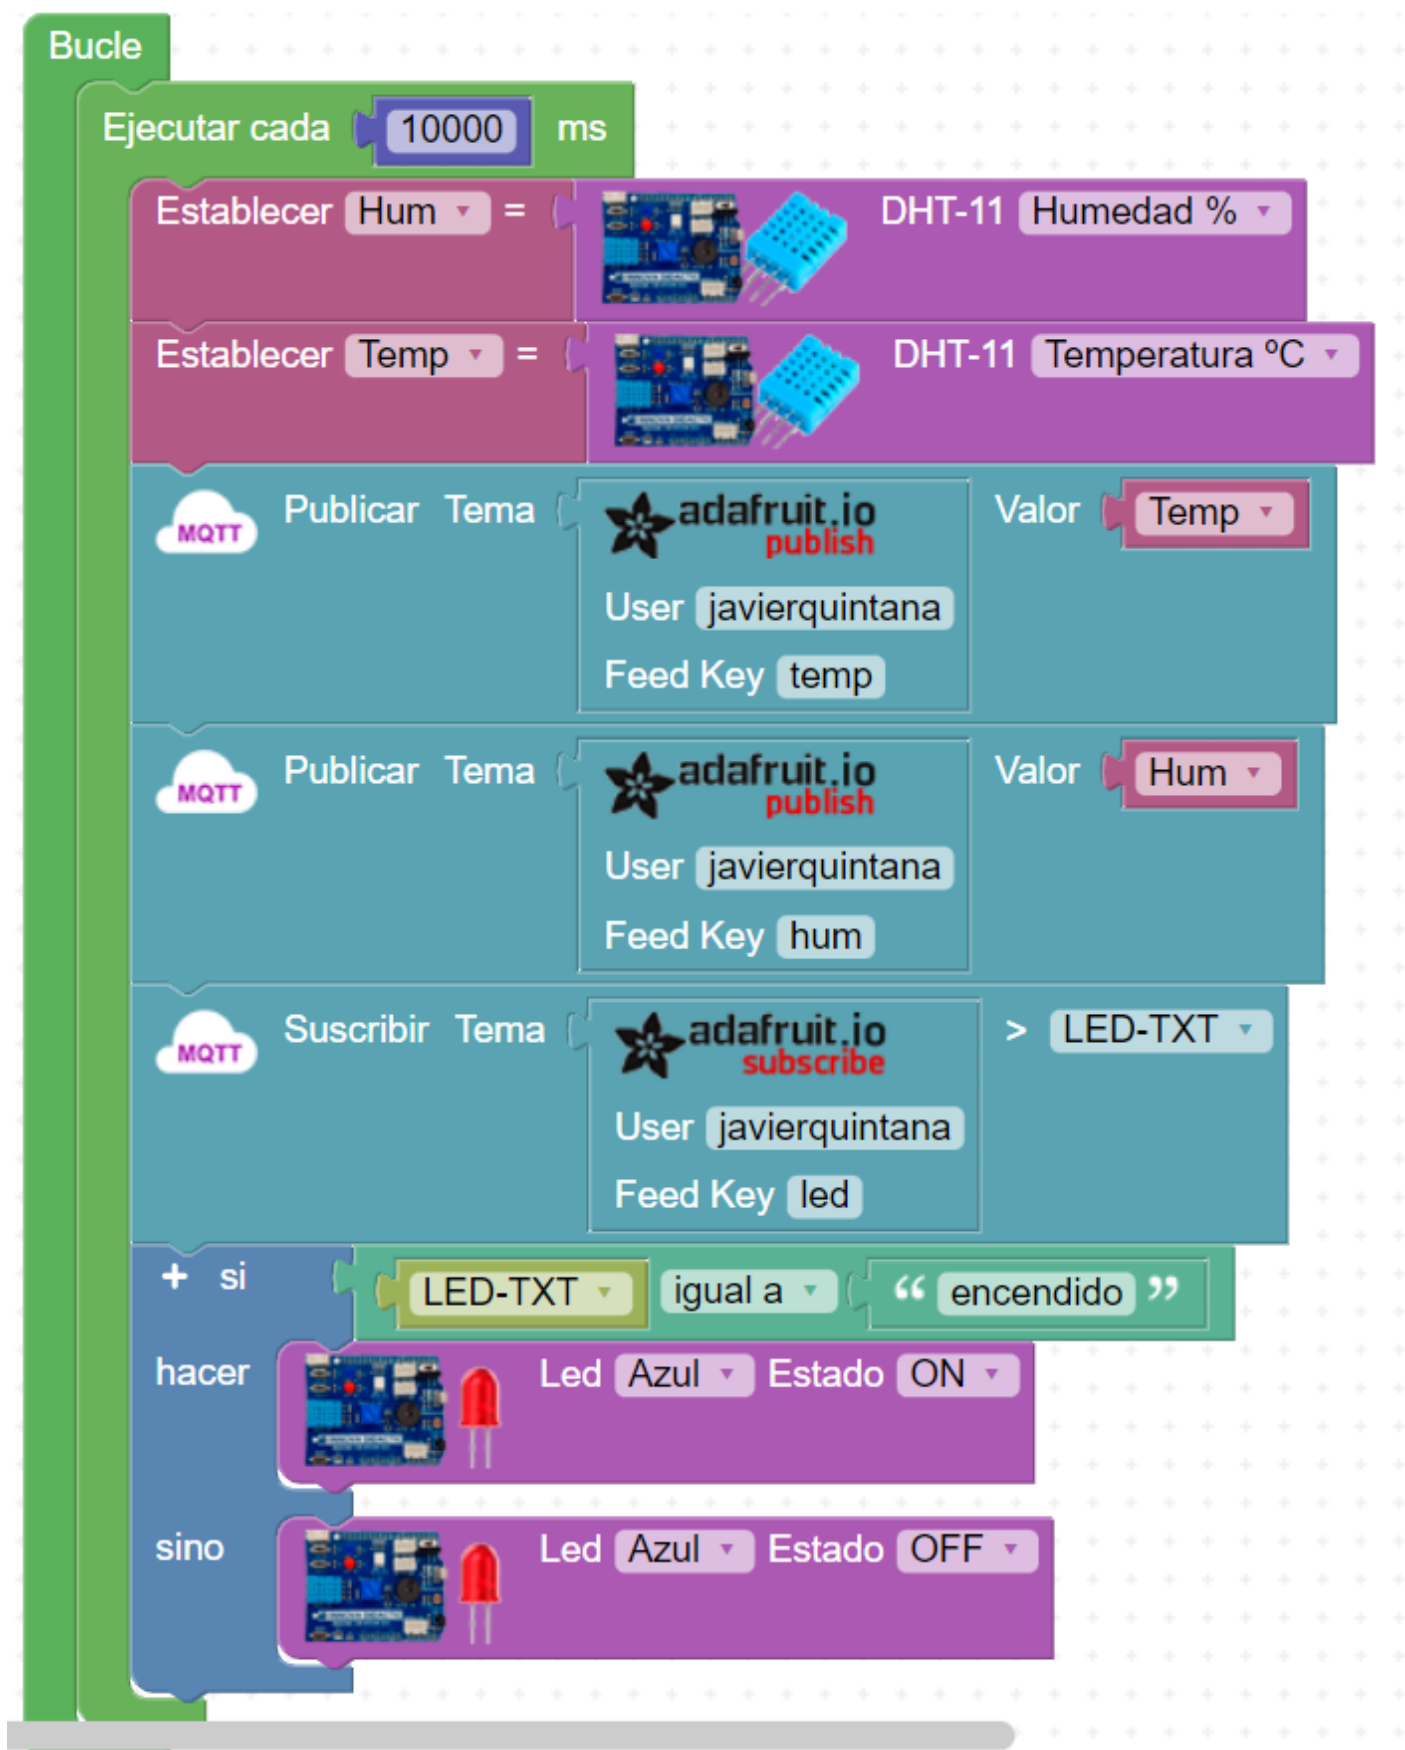 Bucle
Ejecutar cada 10000 ms
Establecer Hum = DHT-11 Humedad %
Establecer Temp = DHT-11 Temperatura ºC
MQTT Publicar Tema adafruit.io publish Valor Temp
User javierquintana
Feed Key temp
MQTT Publicar Tema adafruit.io publish Valor Hum
User javierquintana
Feed Key hum
MQTT Suscribir Tema adafruit.io subscribe > LED-TXT
User javierquintana
Feed Key led
+ si LED-TXT igual a “ encendido ”
hacer Led Azul Estado ON
sino Led Azul Estado OFF